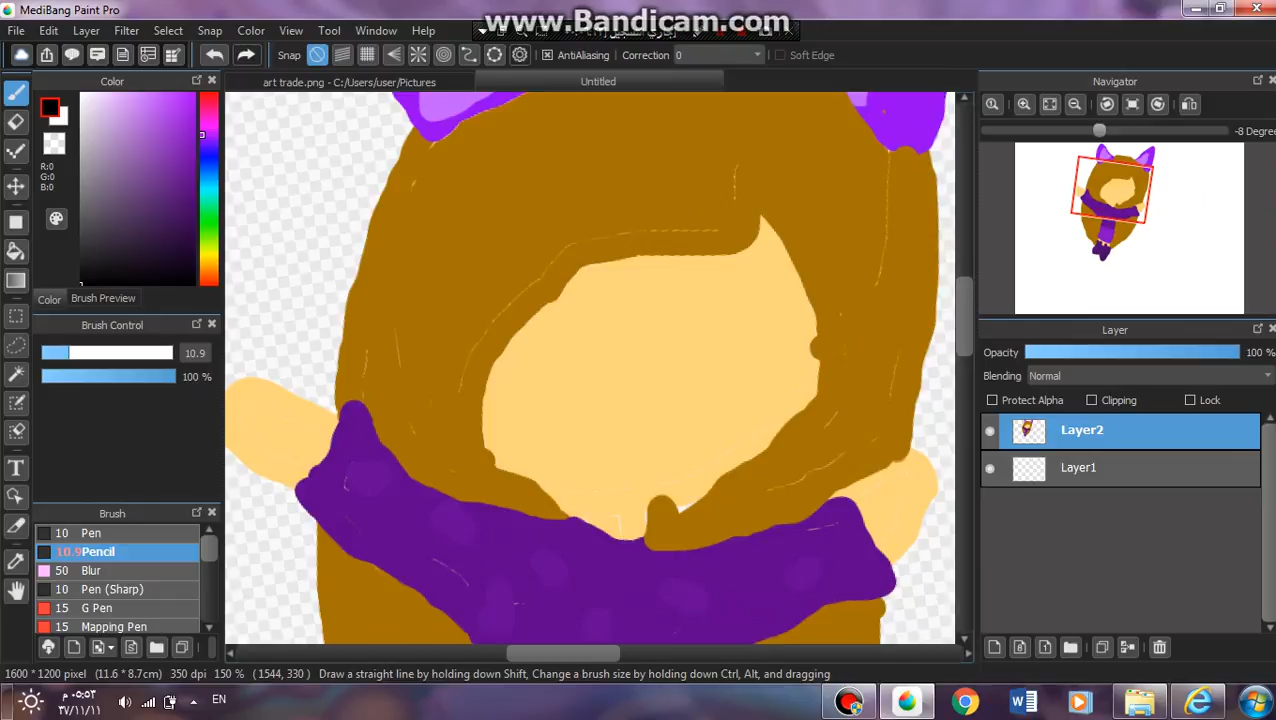 MediBang Paint Pro
www.Bandicam.com
File Edit Layer Filter Select Snap Color View Tool Window Help
Snap AntiAliasing Correction 0 Soft Edge
Color
art trade.png - C:/Users/user/Pictures Untitled
Navigator
-8 Degree
R:0
G:0
B:0
Color Brush Preview
Brush Control
10.9
100 %
Layer
Opacity 100 %
Blending Normal
Protect Alpha Clipping Lock
Layer2
Layer1
Brush
10 Pen
10.9 Pencil
50 Blur
10 Pen (Sharp)
15 G Pen
15 Mapping Pen
1600 * 1200 pixel (11.6 * 8.7cm) 350 dpi 150 % (1544, 330) Draw a straight line by holding down Shift, Change a brush size by holding down Ctrl, Alt, and dragging
EN